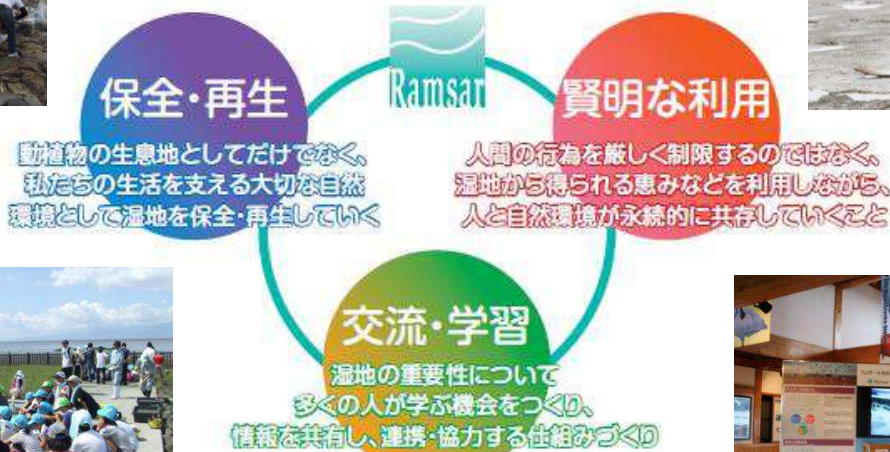 Ramsar
保全・再生
動植物の生息地としてだけでなく、
私たちの生活を支える大切な自然
環境として湿地を保全・再生していく
賢明な利用
人間の行為を厳しく制限するのではなく、
湿地から得られる恵みなどを利用しながら、
人と自然環境が永続的に共存していくこと
交流・学習
湿地の重要性について
多くの人が学ぶ機会をつくり、
情報を共有し、連携・協力する仕組みづくり